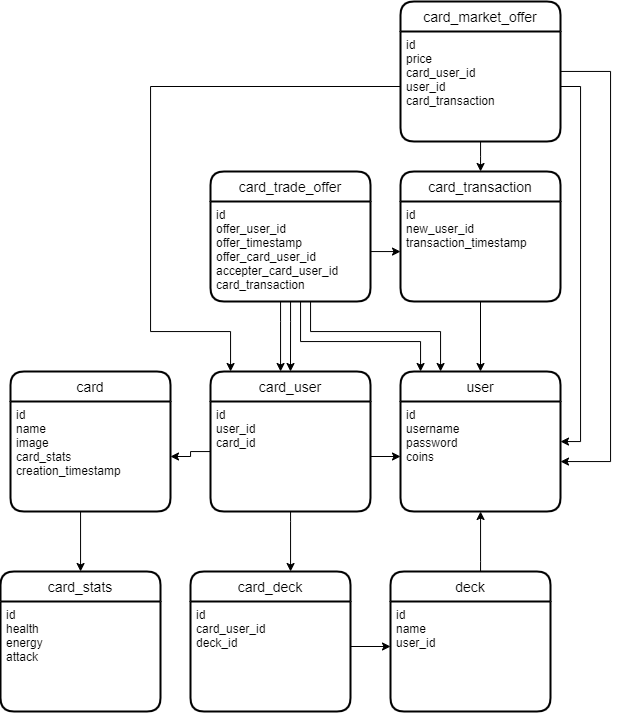 card_market_offer
id
price
card_user_id
user_id
card_transaction
card_trade_offer
id
offer_user_id
offer_timestamp
offer_card_user_id
accepter_card_user_id
card_transaction
card_transaction
id
new_user_id
transaction_timestamp
card
id
name
image
card_stats
creation_timestamp
card_user
id
user_id
card_id
user
id
username
password
coins
card_stats
id
health
energy
attack
card_deck
id
card_user_id
deck_id
deck
id
name
user_id